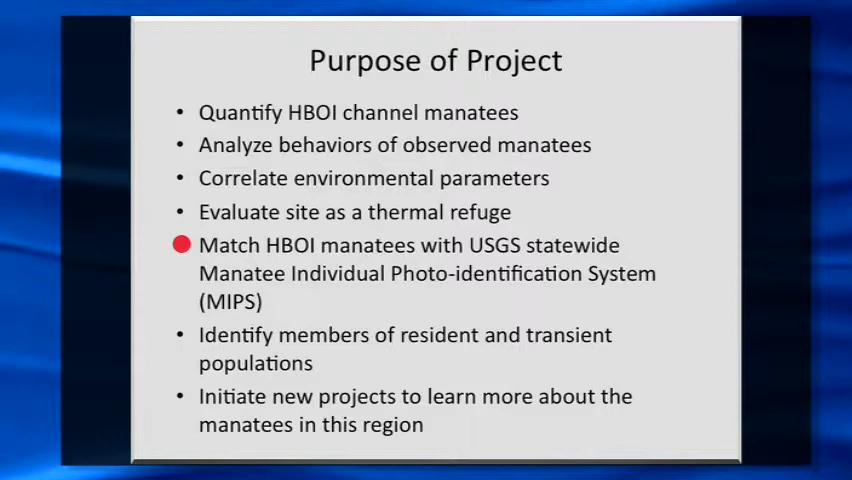 Purpose of Project
• Quantify HBOI channel manatees
• Analyze behaviors of observed manatees
• Correlate environmental parameters
• Evaluate site as a thermal refuge
Match HBOI manatees with USGS statewide
Manatee Individual Photo-identification System
(MIPS)
• Identify members of resident and transient
populations
• Initiate new projects to learn more about the
manatees in this region